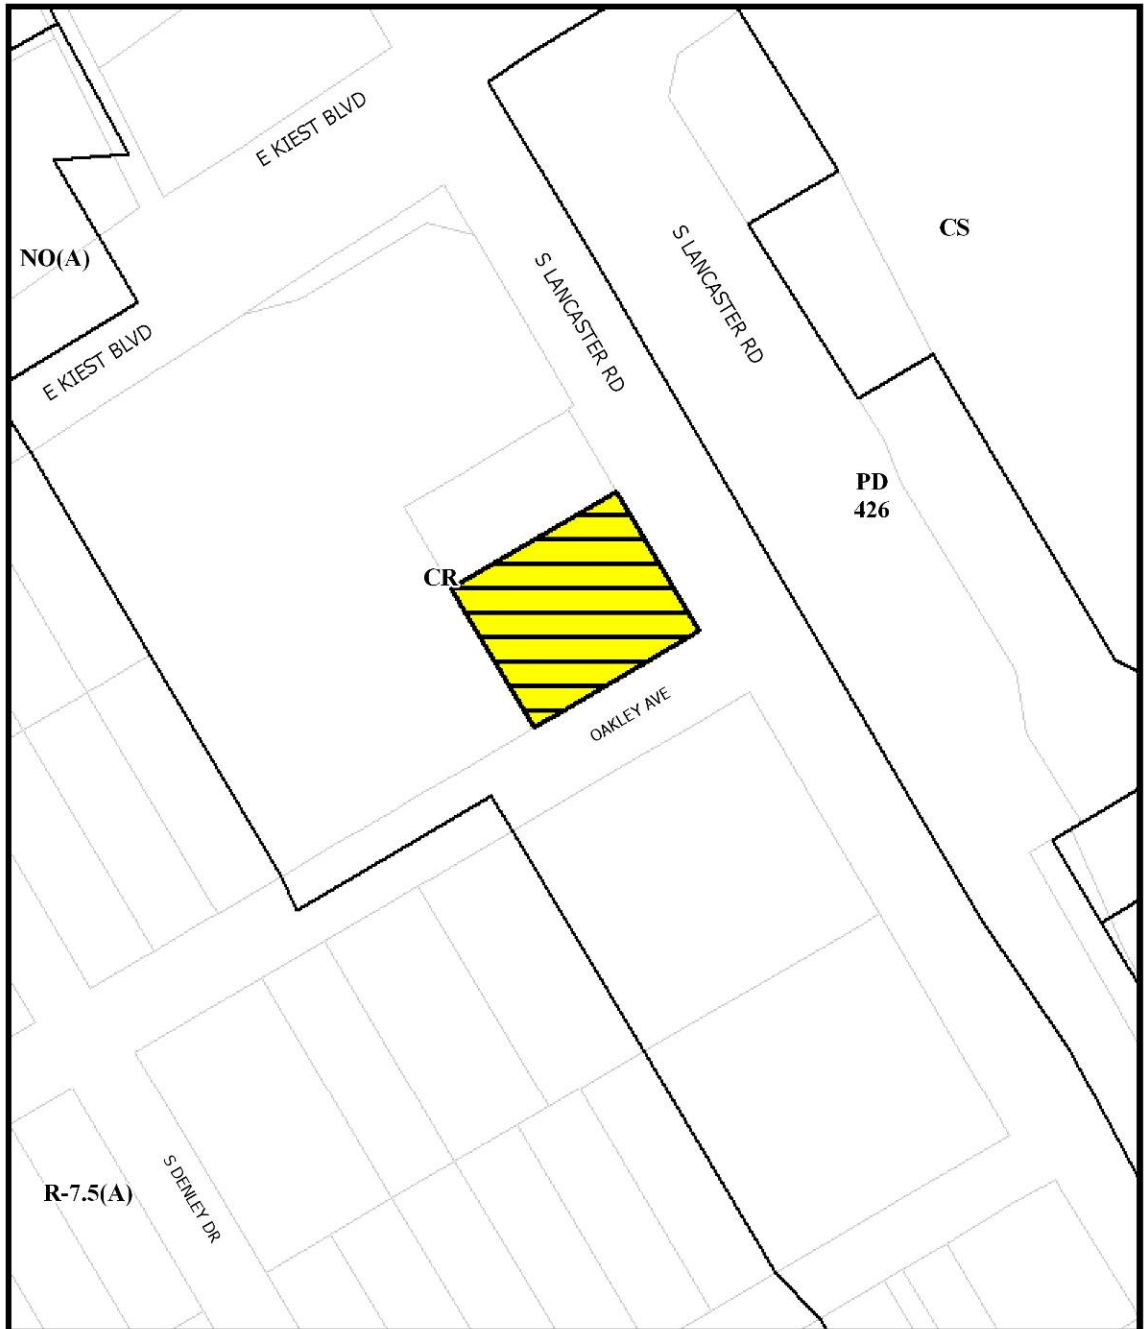 E KIEST BLVD
CS
S LANCASTER RD
S LANCASTER RD
NO(A)
E KIEST BLVD
PD
426
CR
OAKLEY AVE
R-7.5(A)
S DENLEY DR